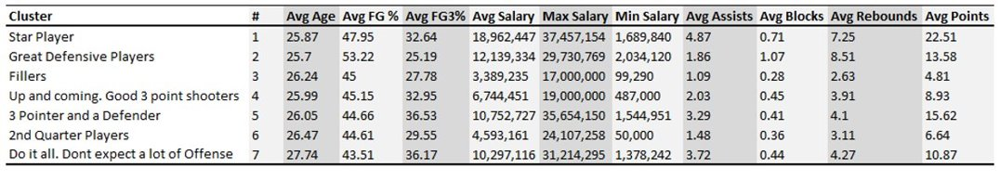 Cluster # Avg Age Avg FG % Avg FG3% Avg Salary Max Salary Min Salary Avg Assists Avg Blocks Avg Rebounds Avg Points
Star Player 1 25.87 47.95 32.64 18,962,447 37,457,154 1,689,840 4.87 0.71 7.25 22.51
Great Defensive Players 2 25.7 53.22 25.19 12,139,334 29,730,769 2,034,120 1.86 1.07 8.51 13.58
Fillers 3 26.24 45 27.78 3,389,235 17,000,000 99,290 1.09 0.28 2.63 4.81
Up and coming. Good 3 point shooters 4 25.99 45.15 32.95 6,744,451 19,000,000 487,000 2.03 0.45 3.91 8.93
3 Pointer and a Defender 5 26.05 44.66 36.53 10,752,727 35,654,150 1,544,951 3.29 0.41 4.1 15.62
2nd Quarter Players 6 26.47 44.61 29.55 4,593,161 24,107,258 50,000 1.48 0.36 3.11 6.64
Do it all. Dont expect a lot of Offense 7 27.74 43.51 36.17 10,297,116 31,214,295 1,378,242 3.72 0.44 4.27 10.87